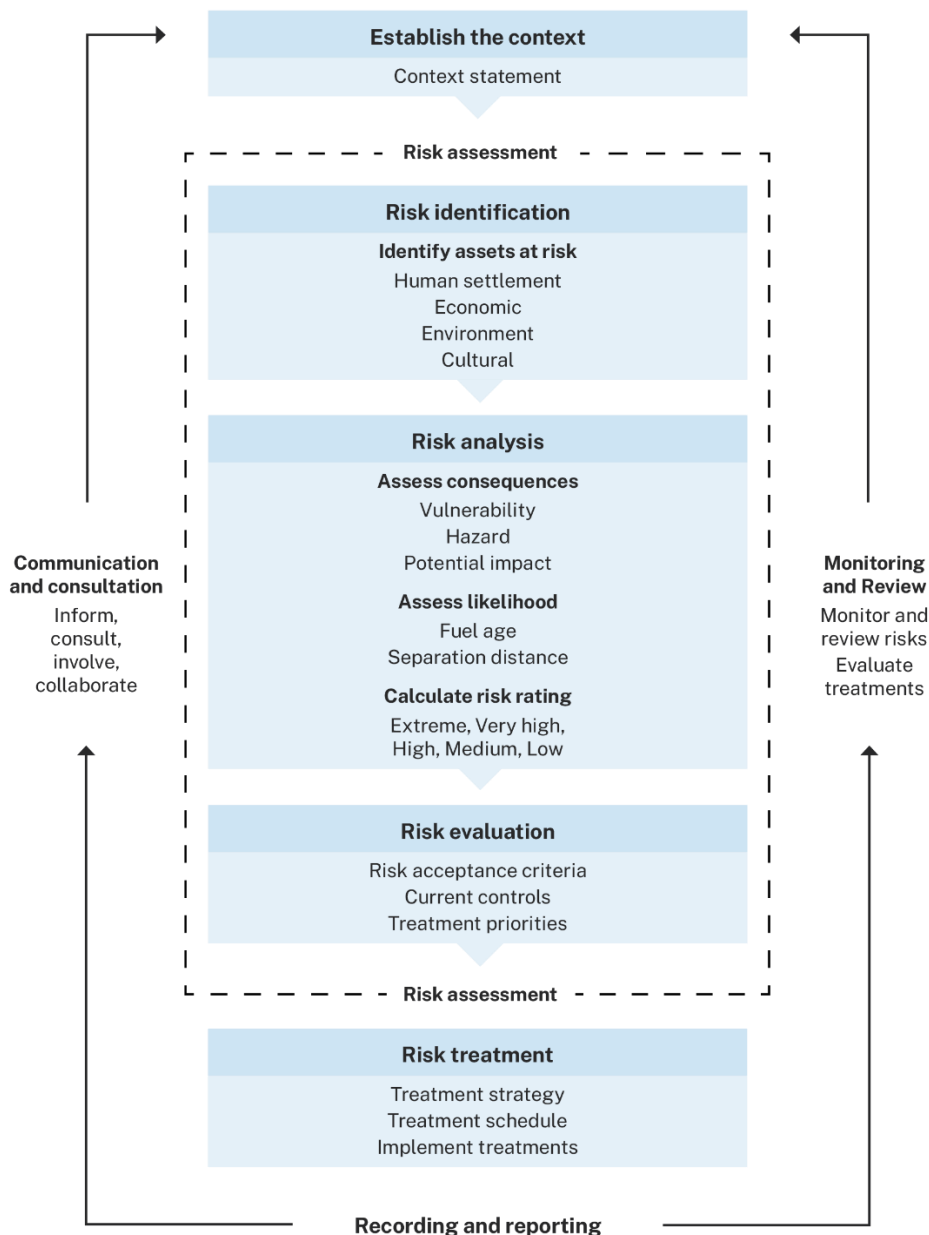 Establish the context
Context statement
Risk assessment
Risk identification
Identify assets at risk
Human settlement
Economic
Environment
Cultural
Risk analysis
Assess consequences
Vulnerability
Hazard
Potential impact
Assess likelihood
Fuel age
Separation distance
Calculate risk rating
Extreme, Very high,
High, Medium, Low
Communication
and consultation
Inform,
consult,
involve,
collaborate
Monitoring
and Review
Monitor and
review risks
Evaluate
treatments
Risk evaluation
Risk acceptance criteria
Current controls
Treatment priorities
Risk assessment
Risk treatment
Treatment strategy
Treatment schedule
Implement treatments
Recording and reporting